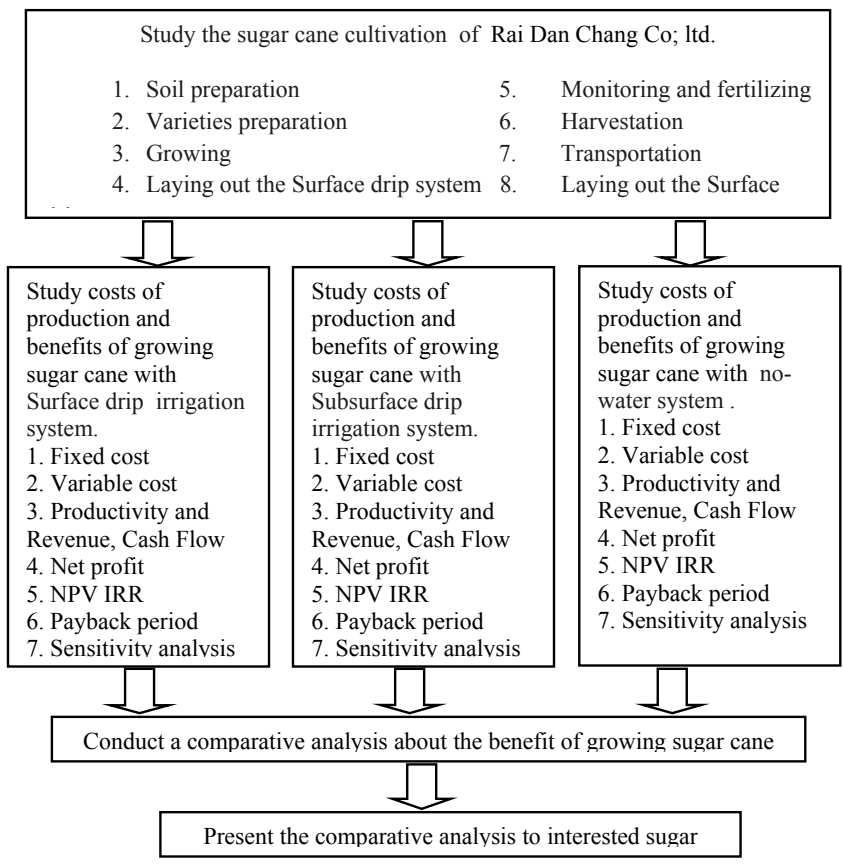 Study the sugar cane cultivation of Rai Dan Chang Co; ltd.
1. Soil preparation
2. Varieties preparation
3. Growing
4. Laying out the Surface drip system
5. Monitoring and fertilizing
6. Harvestation
7. Transportation
8. Laying out the Surface
Study costs of
production and
benefits of growing
sugar cane with
Surface drip irrigation
system.
1. Fixed cost
2. Variable cost
3. Productivity and
Revenue, Cash Flow
4. Net profit
5. NPV IRR
6. Payback period
7. Sensitivity analysis
Study costs of
production and
benefits of growing
sugar cane with
Subsurface drip
irrigation system.
1. Fixed cost
2. Variable cost
3. Productivity and
Revenue, Cash Flow
4. Net profit
5. NPV IRR
6. Payback period
7. Sensitivity analysis
Study costs of
production and
benefits of growing
sugar cane with no-
water system .
1. Fixed cost
2. Variable cost
3. Productivity and
Revenue, Cash Flow
4. Net profit
5. NPV IRR
6. Payback period
7. Sensitivity analysis
Conduct a comparative analysis about the benefit of growing sugar cane
Present the comparative analysis to interested sugar